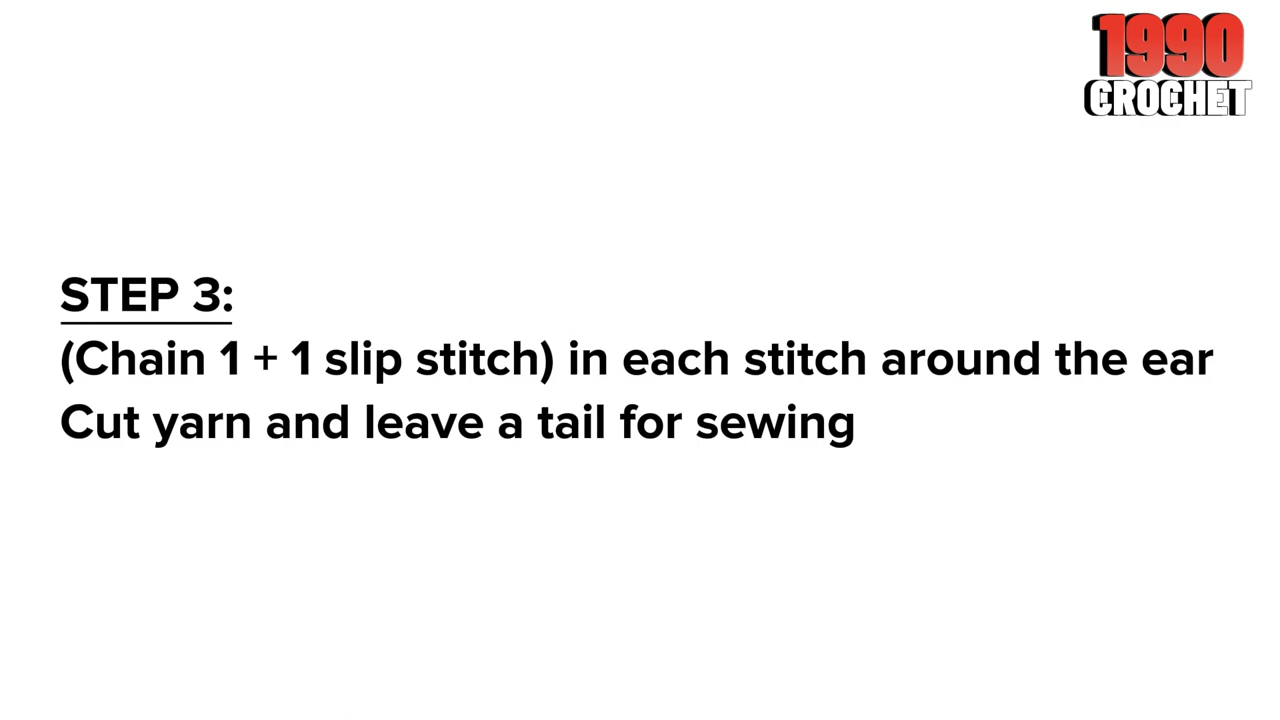 1990
CROCHET
STEP 3:
(Chain 1 + 1 slip stitch) in each stitch around the ear
Cut yarn and leave a tail for sewing